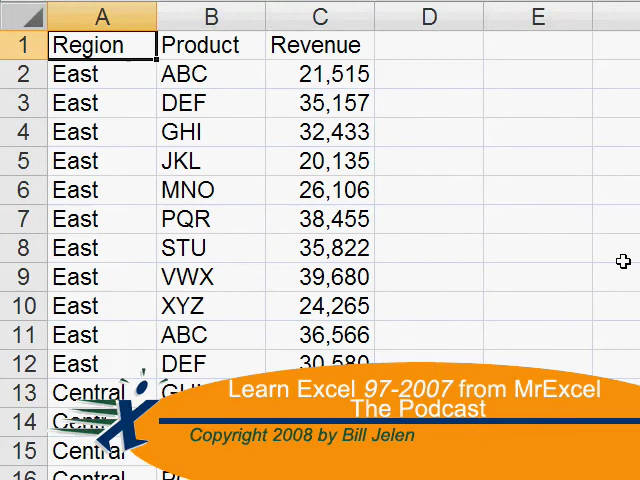 A B C D E
1 Region Product Revenue
2 East ABC 21,515
3 East DEF 35,157
4 East GHI 32,433
5 East JKL 20,135
6 East MNO 26,106
7 East PQR 38,455
8 East STU 35,822
9 East VWX 39,680
10 East XYZ 24,265
11 East ABC 36,566
12 East DEF 30,580
13 Central
14
15 Central
16 Central
Learn Excel 97-2007 from MrExcel
The Podcast
Copyright 2008 by Bill Jelen